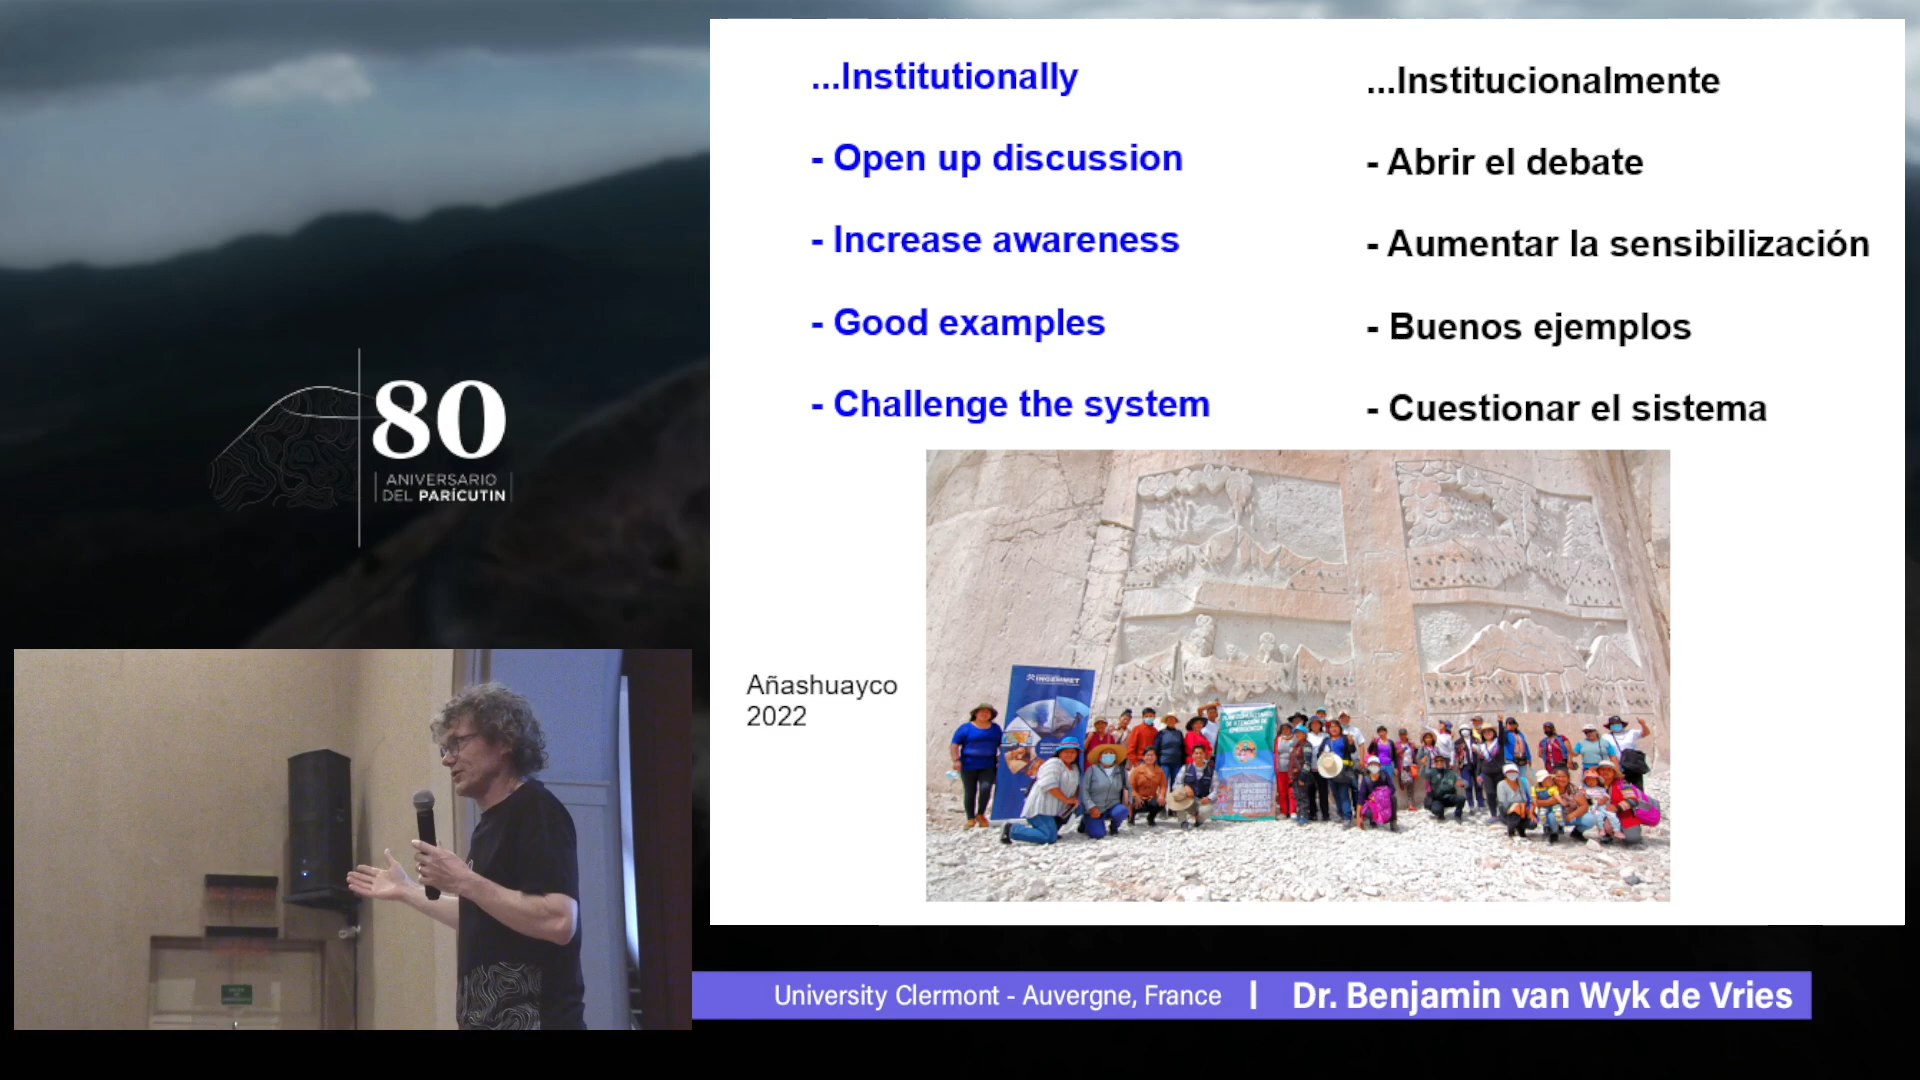 ...Institutionally
- Open up discussion
- Increase awareness
- Good examples
- Challenge the system
...Institucionalmente
- Abrir el debate
- Aumentar la sensibilización
- Buenos ejemplos
- Cuestionar el sistema
80
ANIVERSARIO
DEL PARÍCUTIN
Añashuayco
2022
INGEMMET
University Clermont - Auvergne, France | Dr. Benjamin van Wyk de Vries